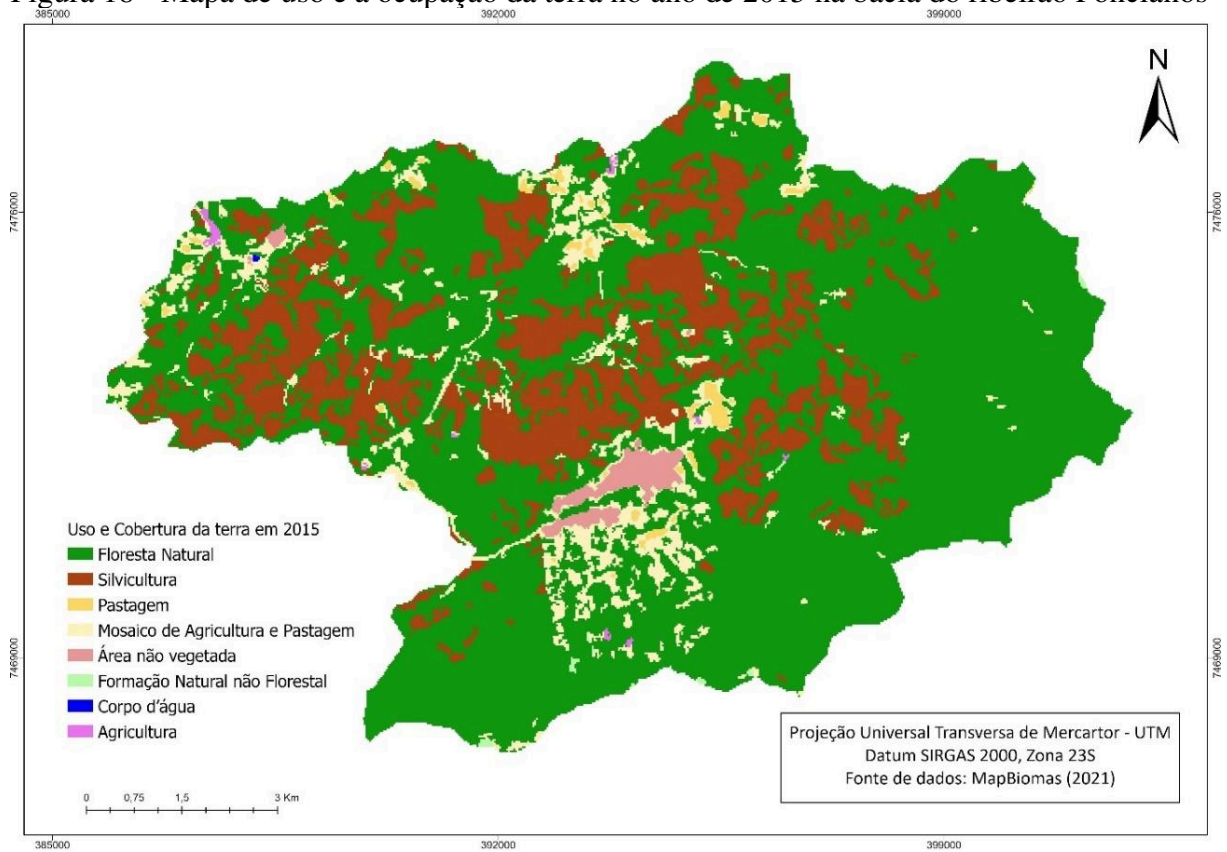 Figura 18 - Mapa de uso e a ocupação da terra no ano de 2015 na bacia do ribeirão Poncianos
385000 392000 399000
N
7476000 7476000
Uso e Cobertura da terra em 2015
Floresta Natural
Silvicultura
Pastagem
Mosaico de Agricultura e Pastagem
Área não vegetada
Formação Natural não Florestal
Corpo d'água
Agricultura
7469000 7469000
Projeção Universal Transversa de Mercartor - UTM
Datum SIRGAS 2000, Zona 23S
Fonte de dados: MapBiomas (2021)
0 0,75 1,5 3 Km
385000 392000 399000